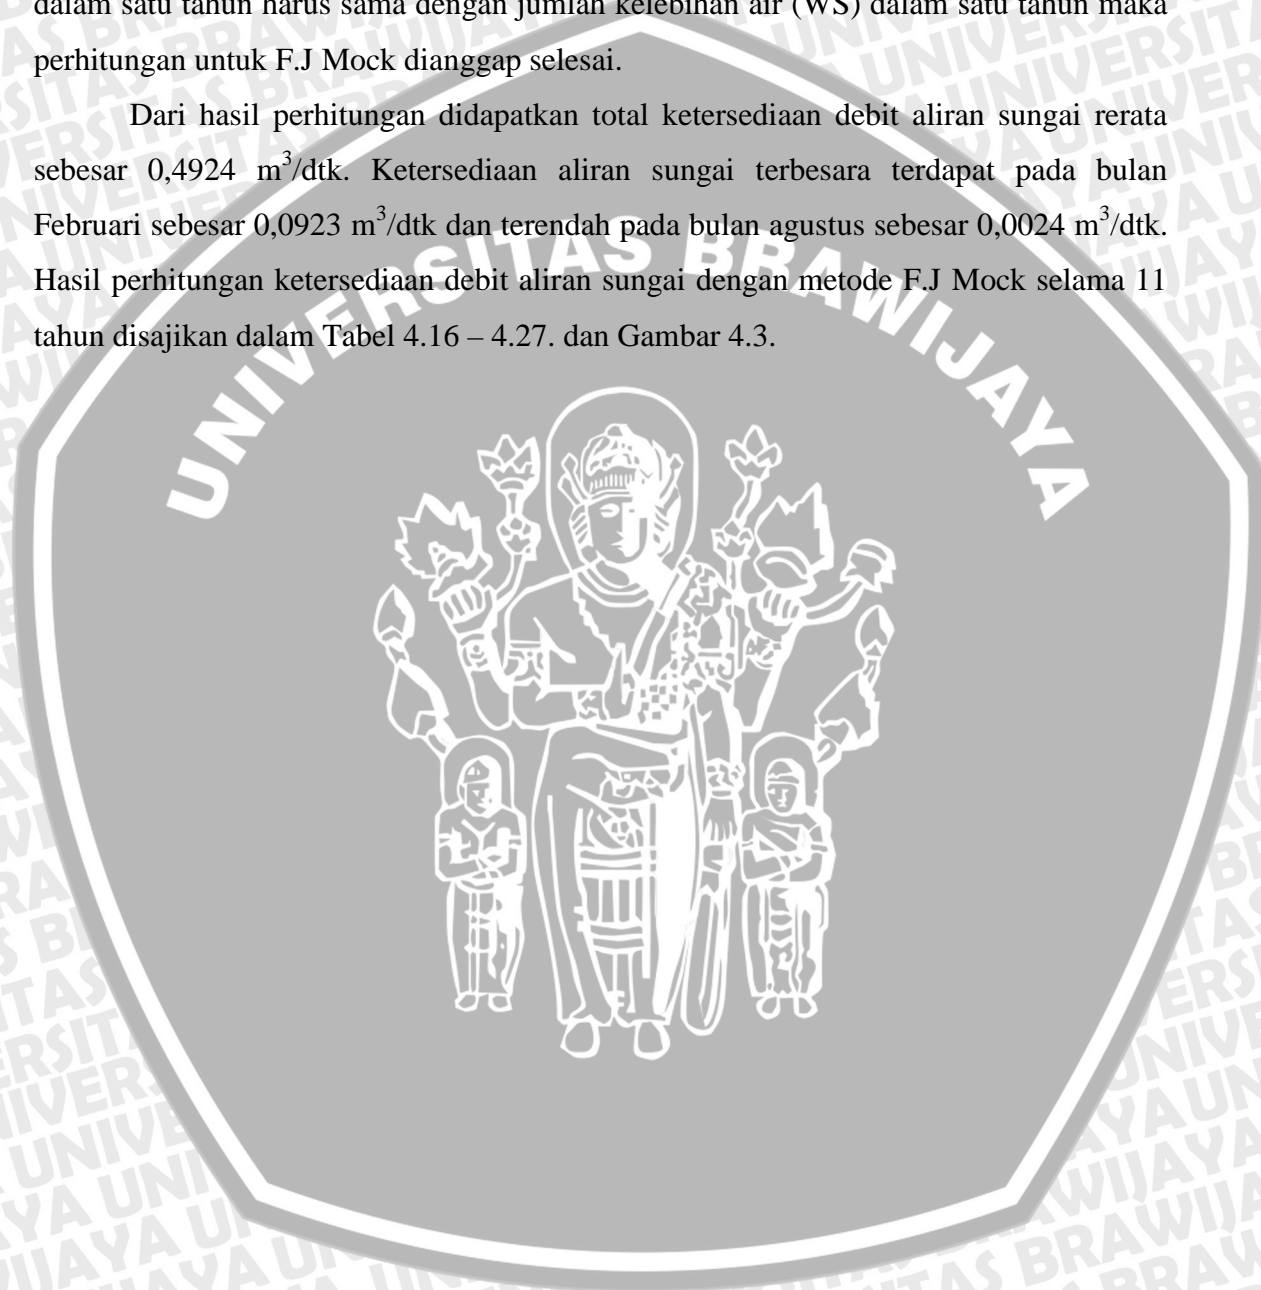 dalam satu tahun harus sama dengan jumlah kelebihan air (WS) dalam satu tahun maka
perhitungan untuk F.J Mock dianggap selesai.
Dari hasil perhitungan didapatkan total ketersediaan debit aliran sungai rerata
sebesar 0,4924 m³/dtk. Ketersediaan aliran sungai terbesara terdapat pada bulan
Februari sebesar 0,0923 m³/dtk dan terendah pada bulan agustus sebesar 0,0024 m³/dtk.
Hasil perhitungan ketersediaan debit aliran sungai dengan metode F.J Mock selama 11
tahun disajikan dalam Tabel 4.16 – 4.27. dan Gambar 4.3.
UNIVERSITAS BRAWIJAYA